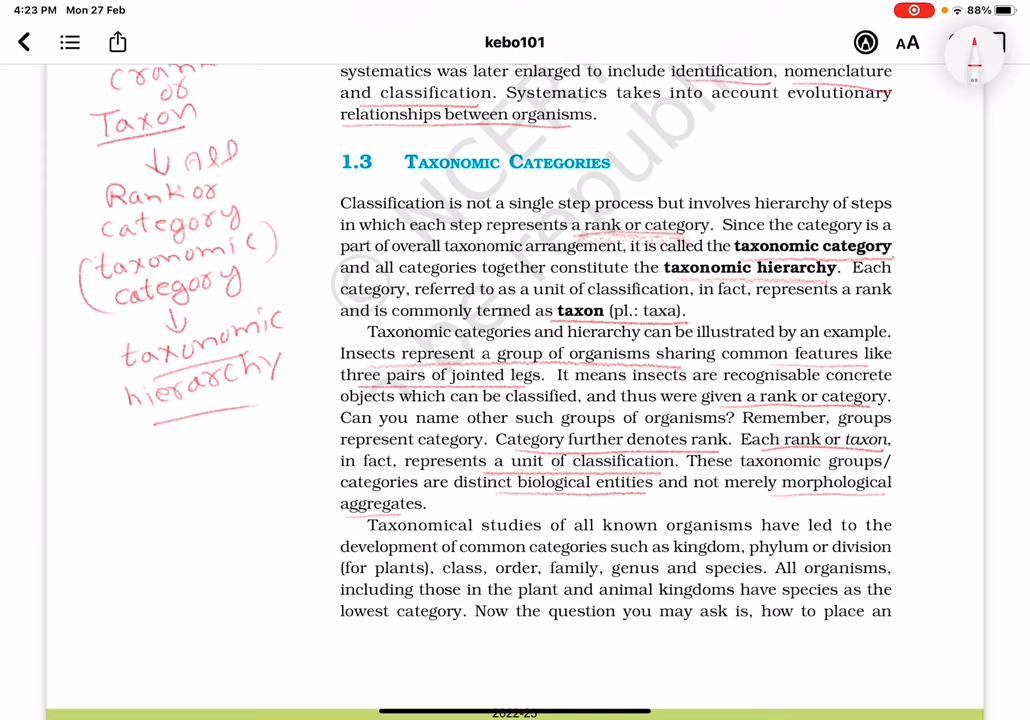 4:23 PM Mon 27 Feb
88%
kebo101
AA
Taxon
All
Rank or
category
(taxonomic)
category
taxonomic
hierarchy
systematics was later enlarged to include identification, nomenclature
and classification. Systematics takes into account evolutionary
relationships between organisms.
1.3 TAXONOMIC CATEGORIES
Classification is not a single step process but involves hierarchy of steps
in which each step represents a rank or category. Since the category is a
part of overall taxonomic arrangement, it is called the taxonomic category
and all categories together constitute the taxonomic hierarchy. Each
category, referred to as a unit of classification, in fact, represents a rank
and is commonly termed as taxon (pl.: taxa).
Taxonomic categories and hierarchy can be illustrated by an example.
Insects represent a group of organisms sharing common features like
three pairs of jointed legs. It means insects are recognisable concrete
objects which can be classified, and thus were given a rank or category.
Can you name other such groups of organisms? Remember, groups
represent category. Category further denotes rank. Each rank or taxon,
in fact, represents a unit of classification. These taxonomic groups/
categories are distinct biological entities and not merely morphological
aggregates.
Taxonomical studies of all known organisms have led to the
development of common categories such as kingdom, phylum or division
(for plants), class, order, family, genus and species. All organisms,
including those in the plant and animal kingdoms have species as the
lowest category. Now the question you may ask is, how to place an
© NCERT
be republi
2022-23